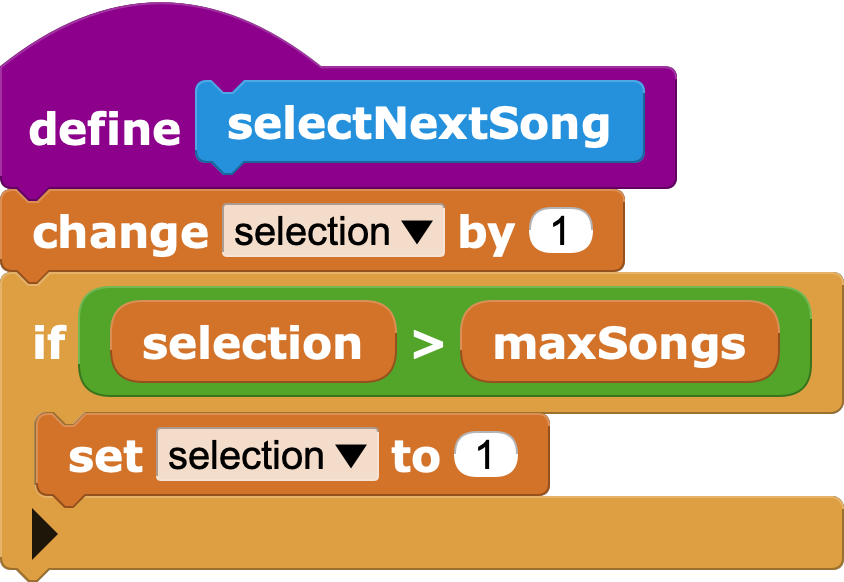 define selectNextSong
change selection by 1
if selection > maxSongs
set selection to 1